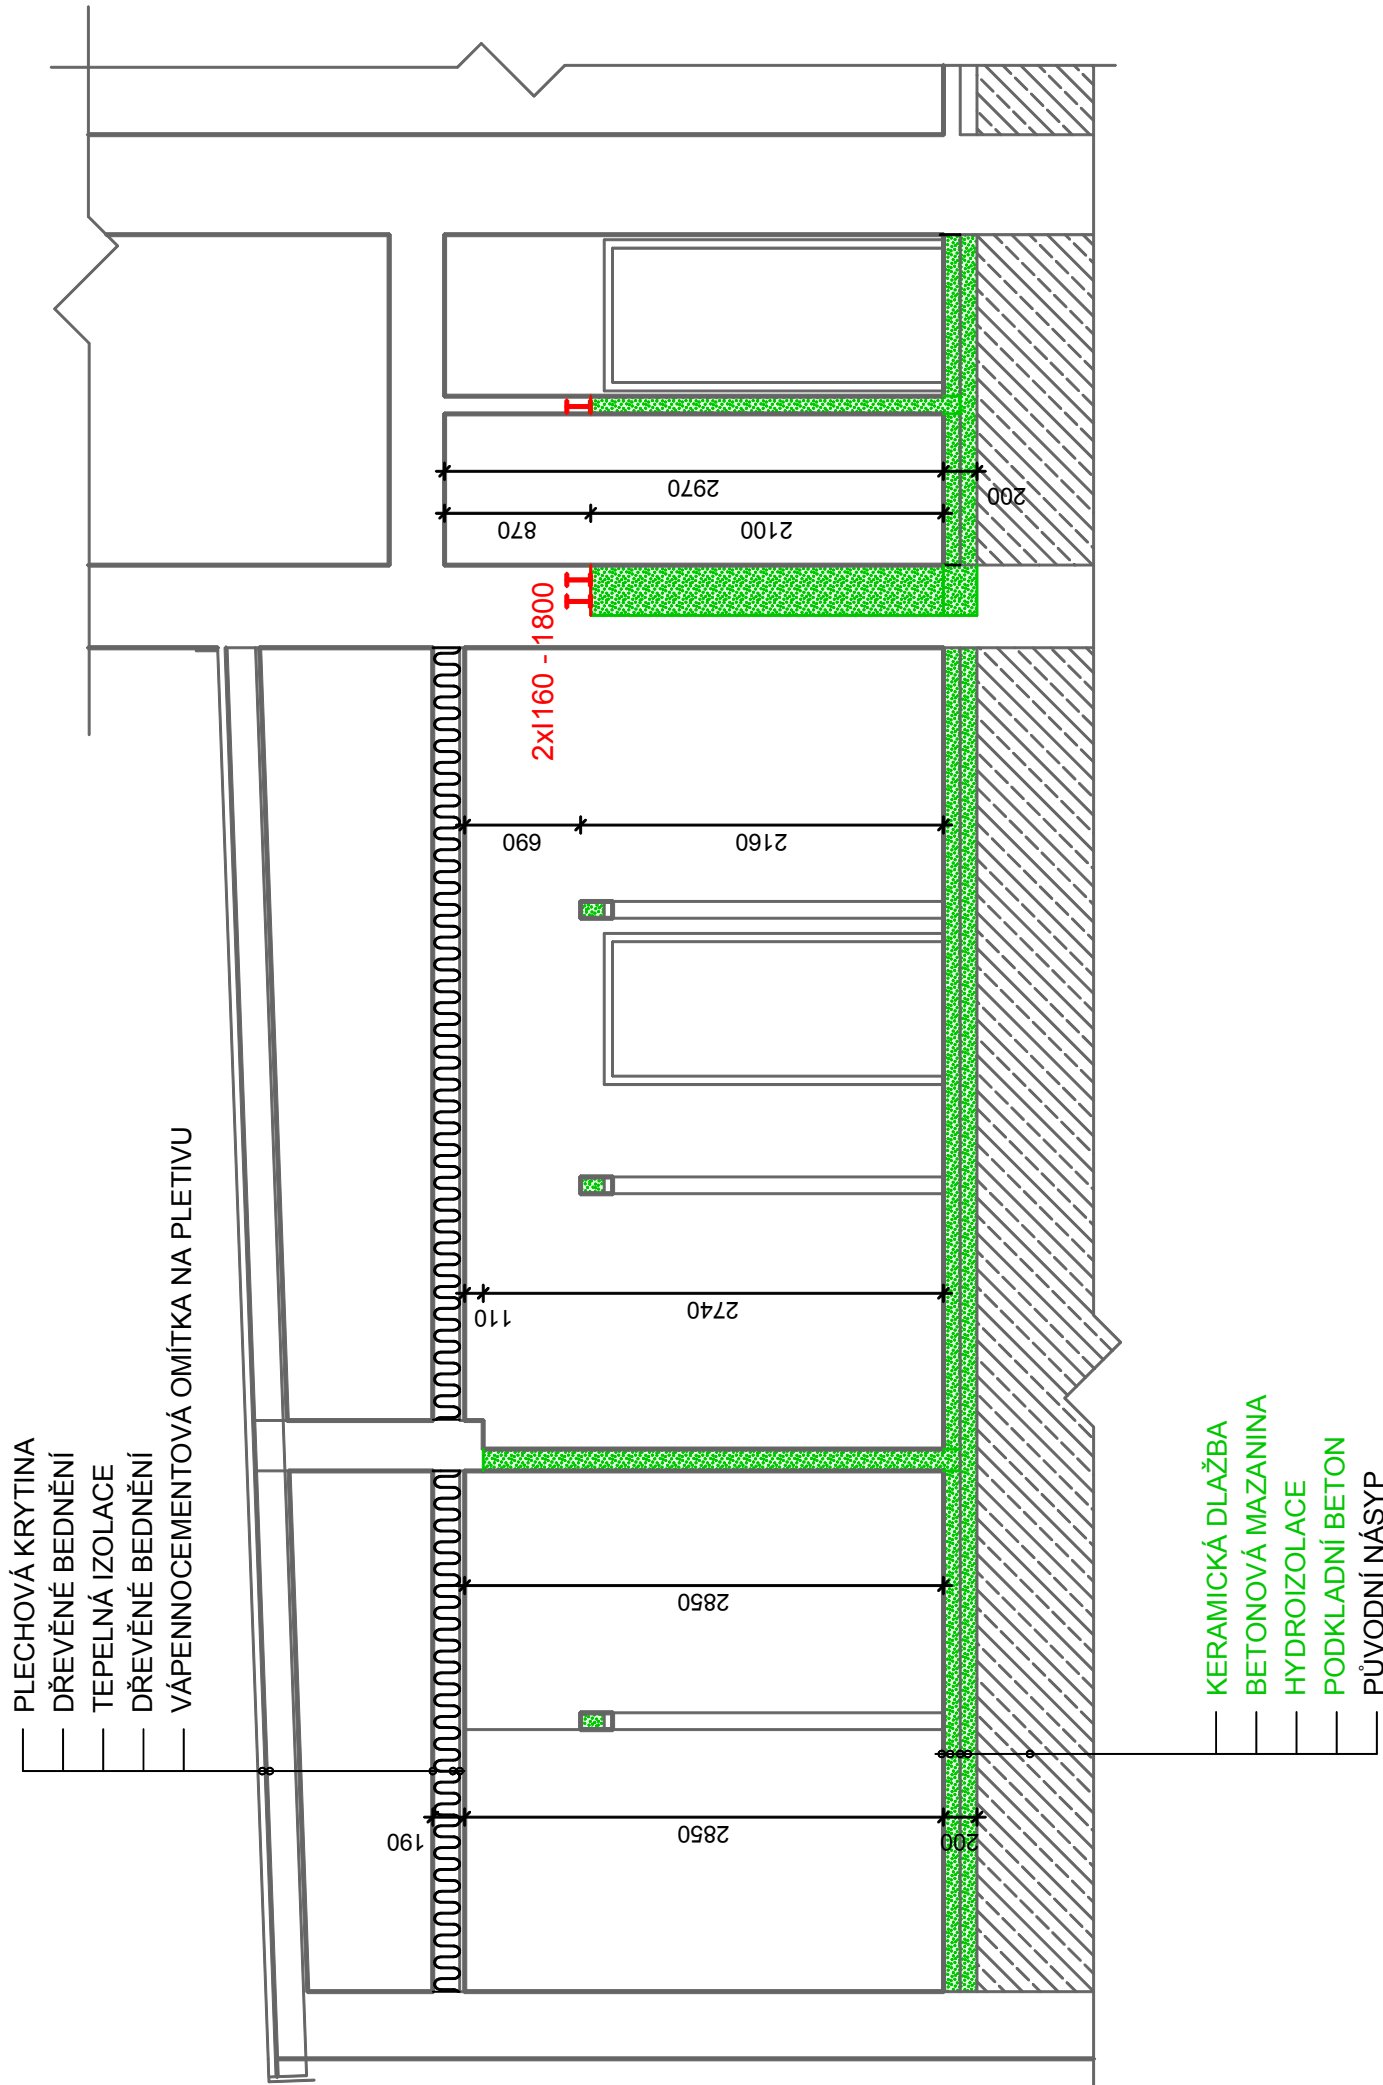 PLECHOVÁ KRYTINA
DŘEVĚNÉ BEDNĚNÍ
TEPELNÁ IZOLACE
DŘEVĚNÉ BEDNĚNÍ
VÁPENNOCEMENTOVÁ OMÍTKA NA PLETIVU
190
2850
200
2850
110
2740
690
2160
2xI160 - 1800
870
2100
2970
200
KERAMICKÁ DLAŽBA
BETONOVÁ MAZANINA
HYDROIZOLACE
PODKLADNÍ BETON
PŮVODNÍ NÁSYP